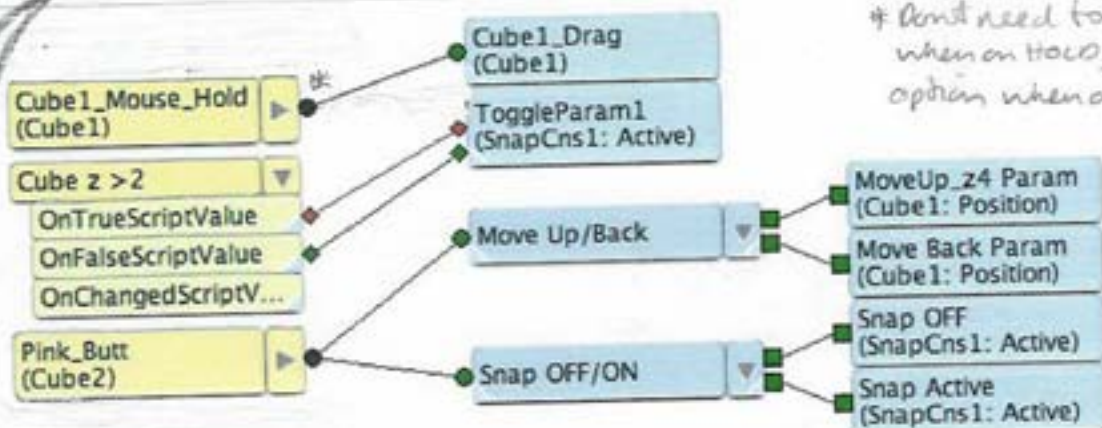 * Dont need to
when on HOLD,
option when
Cube1_Mouse_Hold
(Cube1)
*
Cube1_Drag
(Cube1)
ToggleParam1
(SnapCns1: Active)
Cube z >2
OnTrueScriptValue
OnFalseScriptValue
OnChangedScriptV...
Pink_Butt
(Cube2)
Move Up/Back
MoveUp_z4 Param
(Cube1: Position)
Move Back Param
(Cube1: Position)
Snap OFF/ON
Snap OFF
(SnapCns1: Active)
Snap Active
(SnapCns1: Active)